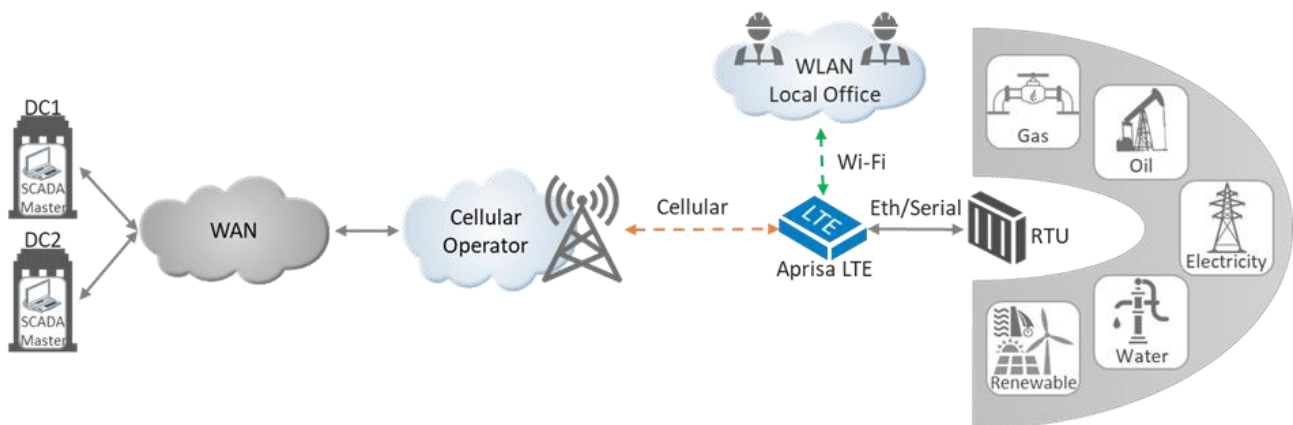 DC1
SCADA
Master
DC2
SCADA
Master
WAN
Cellular
Operator
Cellular
WLAN
Local Office
Wi-Fi
LTE
Aprisa LTE
Eth/Serial
RTU
Gas
Oil
Electricity
Water
Renewable